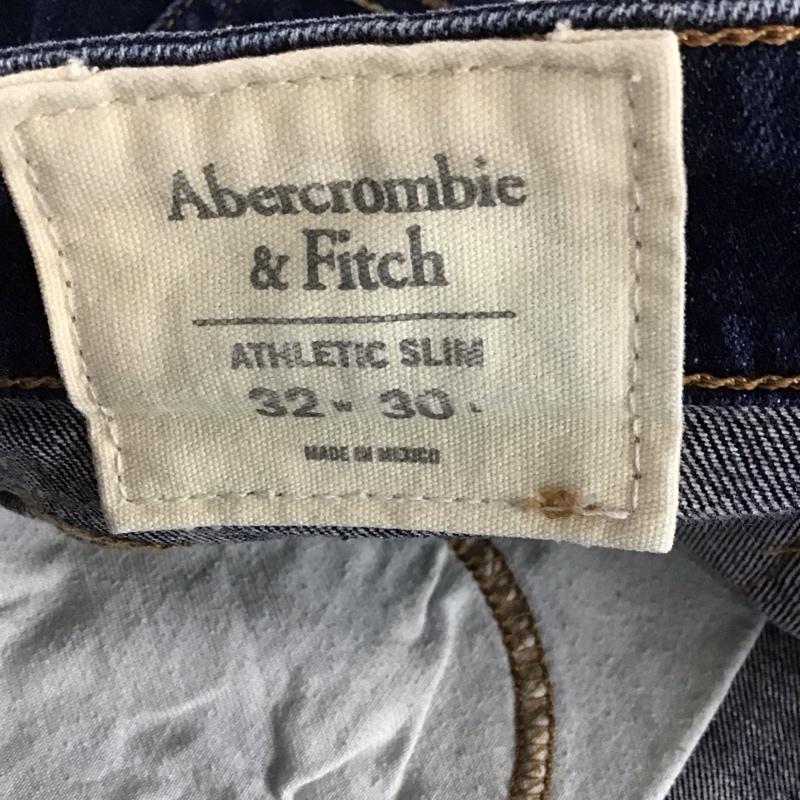 Abercrombie
& Fitch
ATHLETIC SLIM
32 W 30 L
MADE IN MEXICO